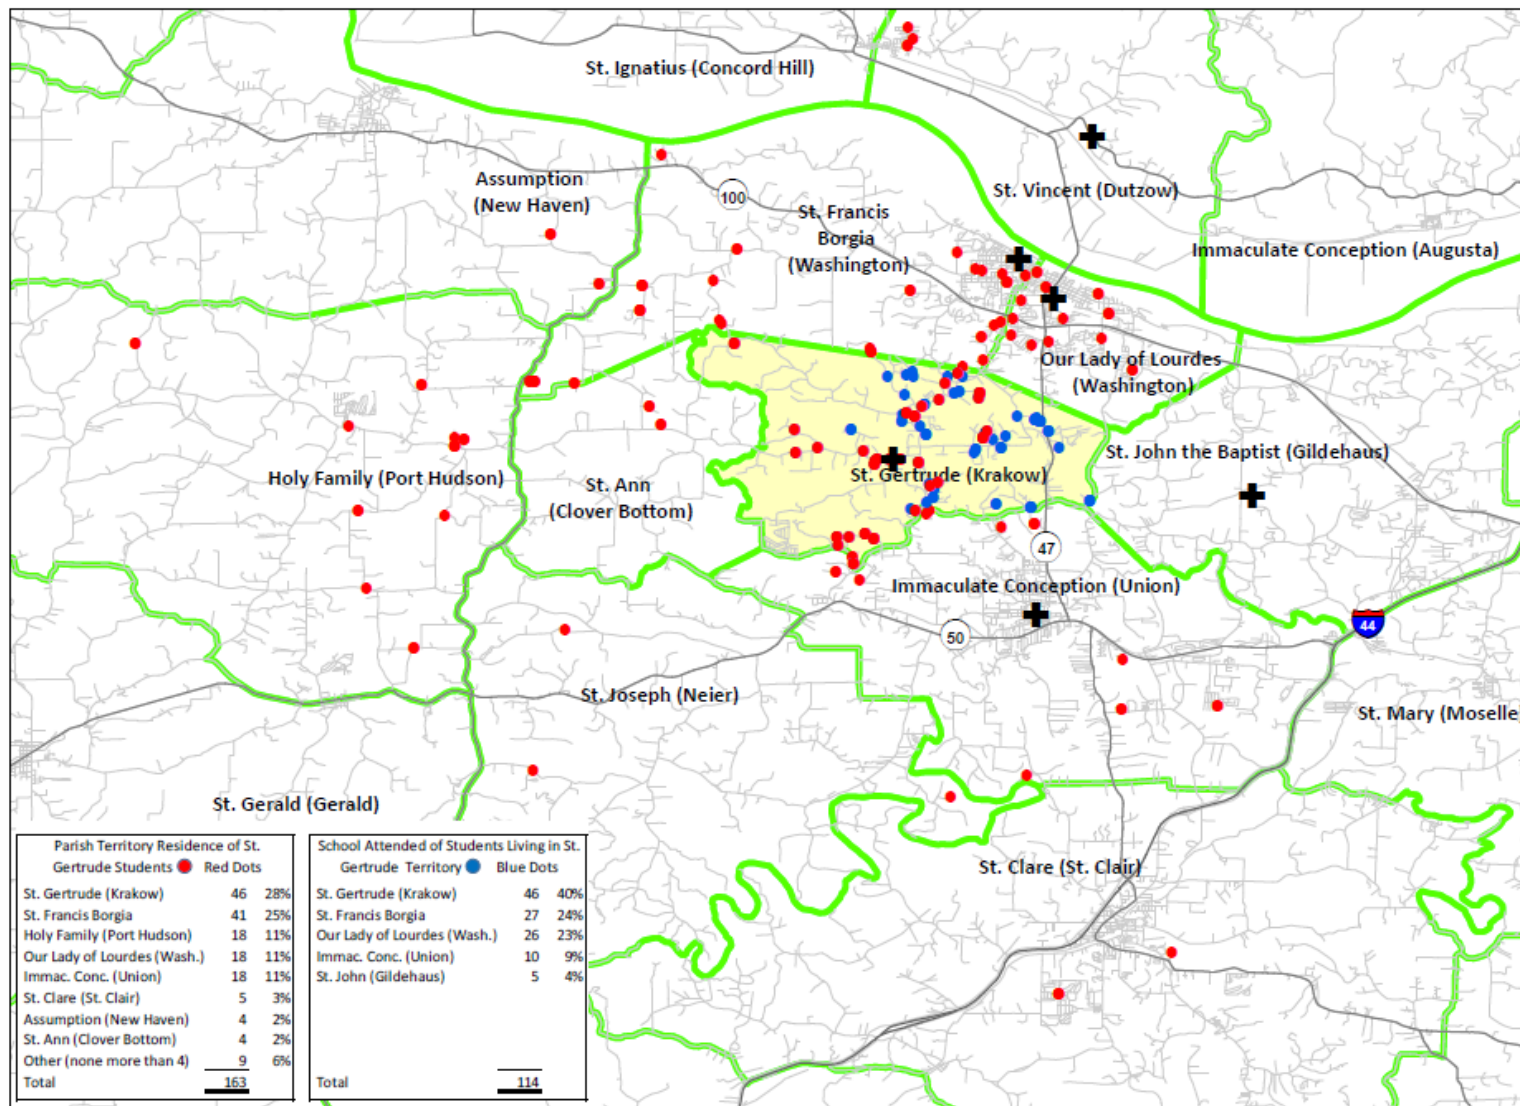 St. Ignatius (Concord Hill)
Assumption
(New Haven)
100
St. Francis
Borgia
(Washington)
St. Vincent (Dutzow)
Immaculate Conception (Augusta)
Our Lady of Lourdes
(Washington)
St. John the Baptist (Gildehaus)
Holy Family (Port Hudson)
St. Ann
(Clover Bottom)
St. Gertrude (Krakow)
47
Immaculate Conception (Union)
50
44
St. Joseph (Neier)
St. Mary (Moselle
St. Gerald (Gerald)
St. Clare (St. Clair)
Parish Territory Residence of St.
Gertrude Students Red Dots
St. Gertrude (Krakow) 46 28%
St. Francis Borgia 41 25%
Holy Family (Port Hudson) 18 11%
Our Lady of Lourdes (Wash.) 18 11%
Immac. Conc. (Union) 18 11%
St. Clare (St. Clair) 5 3%
Assumption (New Haven) 4 2%
St. Ann (Clover Bottom) 4 2%
Other (none more than 4) 9 6%
Total 163
School Attended of Students Living in St.
Gertrude Territory Blue Dots
St. Gertrude (Krakow) 46 40%
St. Francis Borgia 27 24%
Our Lady of Lourdes (Wash.) 26 23%
Immac. Conc. (Union) 10 9%
St. John (Gildehaus) 5 4%
Total 114